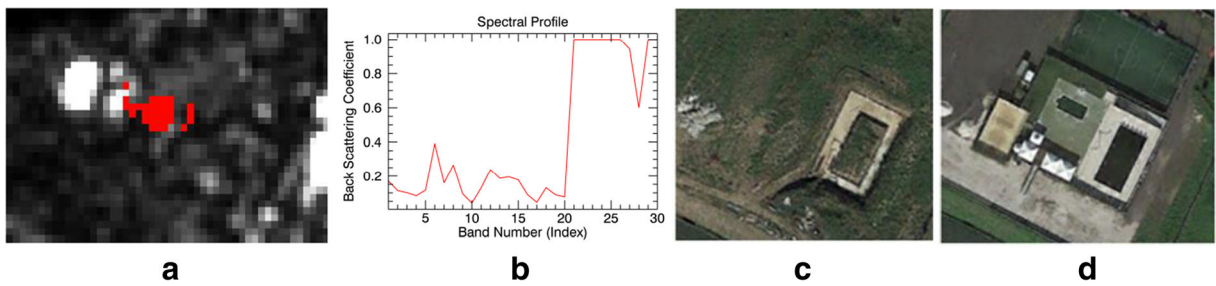 Spectral Profile
Back Scattering Coefficient
1.0
0.8
0.6
0.4
0.2
5 10 15 20 25 30
Band Number (Index)
a b c d